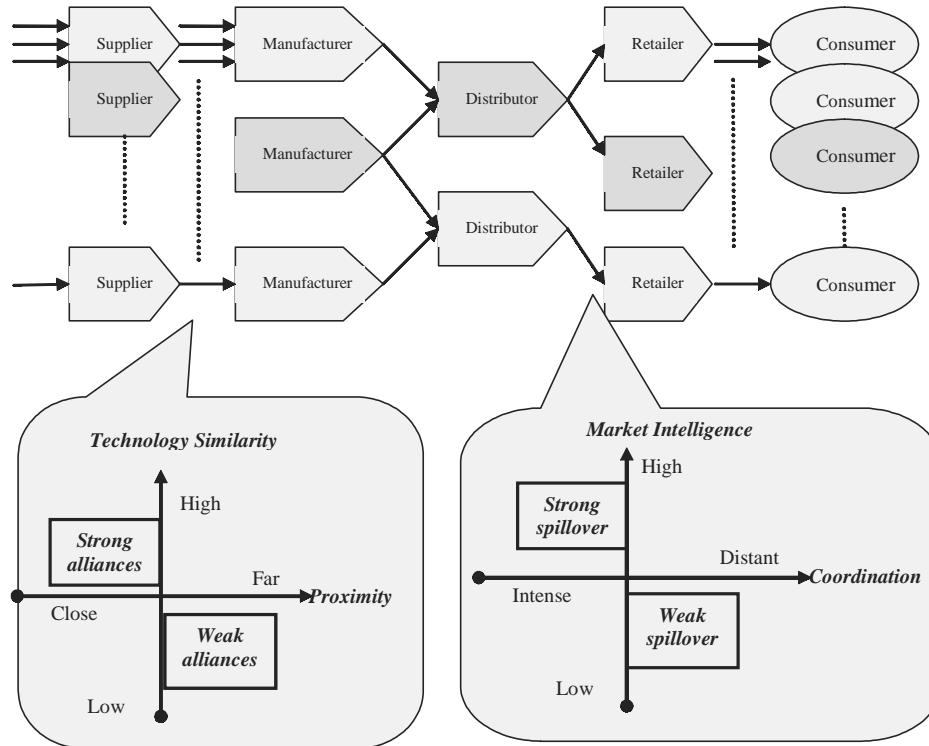 Supplier
Manufacturer
Retailer
Consumer
Supplier
Distributor
Consumer
Manufacturer
Retailer
Consumer
Distributor
Supplier
Manufacturer
Retailer
Consumer
Technology Similarity
High
Strong
alliances
Far
Proximity
Close
Weak
alliances
Low
Market Intelligence
High
Strong
spillover
Distant
Coordination
Intense
Weak
spillover
Low